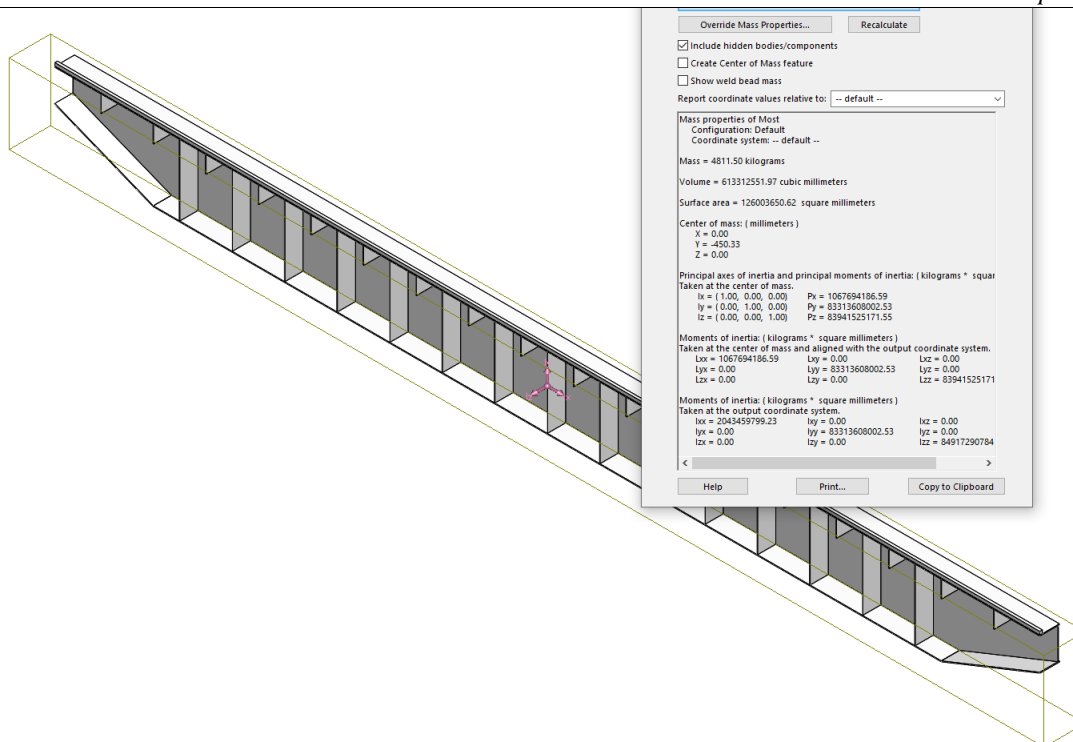 Override Mass Properties...
Recalculate
Include hidden bodies/components
Create Center of Mass feature
Show weld bead mass
Report coordinate values relative to:
-- default --
Mass properties of Most
Configuration: Default
Coordinate system: -- default --
Mass = 4811.50 kilograms
Volume = 613312551.97 cubic millimeters
Surface area = 126003650.62 square millimeters
Center of mass: ( millimeters )
X = 0.00
Y = -450.33
Z = 0.00
Principal axes of inertia and principal moments of inertia: ( kilograms * squar
Taken at the center of mass.
Ix = ( 1.00, 0.00, 0.00) Px = 1067694186.59
Iy = ( 0.00, 1.00, 0.00) Py = 83313608002.53
Iz = ( 0.00, 0.00, 1.00) Pz = 83941525171.55
Moments of inertia: ( kilograms * square millimeters )
Taken at the center of mass and aligned with the output coordinate system.
Lxx = 1067694186.59 Lxy = 0.00 Lxz = 0.00
Lyx = 0.00 Lyy = 83313608002.53 Lyz = 0.00
Lzx = 0.00 Lzy = 0.00 Lzz = 83941525171
Moments of inertia: ( kilograms * square millimeters )
Taken at the output coordinate system.
Ixx = 2043459799.23 Ixy = 0.00 Ixz = 0.00
Iyx = 0.00 Iyy = 83313608002.53 Iyz = 0.00
Izx = 0.00 Izy = 0.00 Izz = 84917290784
Help
Print...
Copy to Clipboard